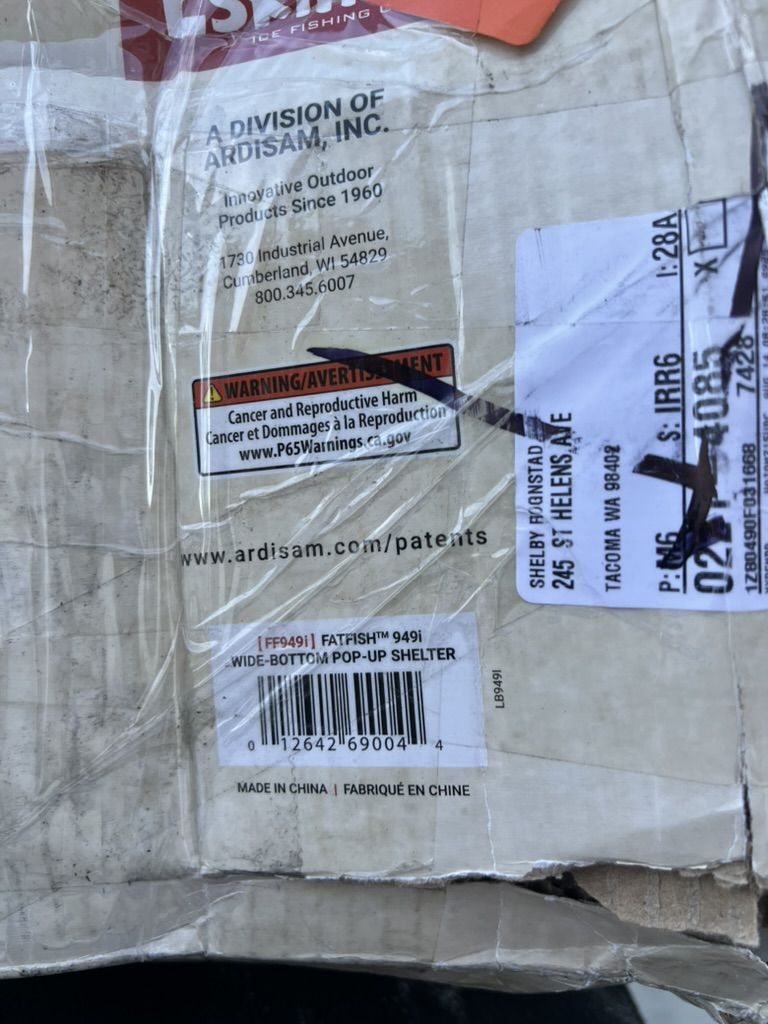 ICE FISHING
A DIVISION OF
ARDISAM, INC.
Innovative Outdoor
Products Since 1960
1730 Industrial Avenue,
Cumberland, WI 54829
800.345.6007
WARNING/AVERTISSEMENT
Cancer and Reproductive Harm
Cancer et Dommages à la Reproduction
www.P65Warnings.ca.gov
www.ardisam.com/patents
[FF949i] FATFISH™ 949i
WIDE-BOTTOM POP-UP SHELTER
0 12642 69004 4
LB949I
MADE IN CHINA | FABRIQUÉ EN CHINE
SHELBY ROGNSTAD
245 ST HELENS AVE
TACOMA WA 98402
P: S: IRR6 I:28A
4085 X
7428
1Z80490F031668